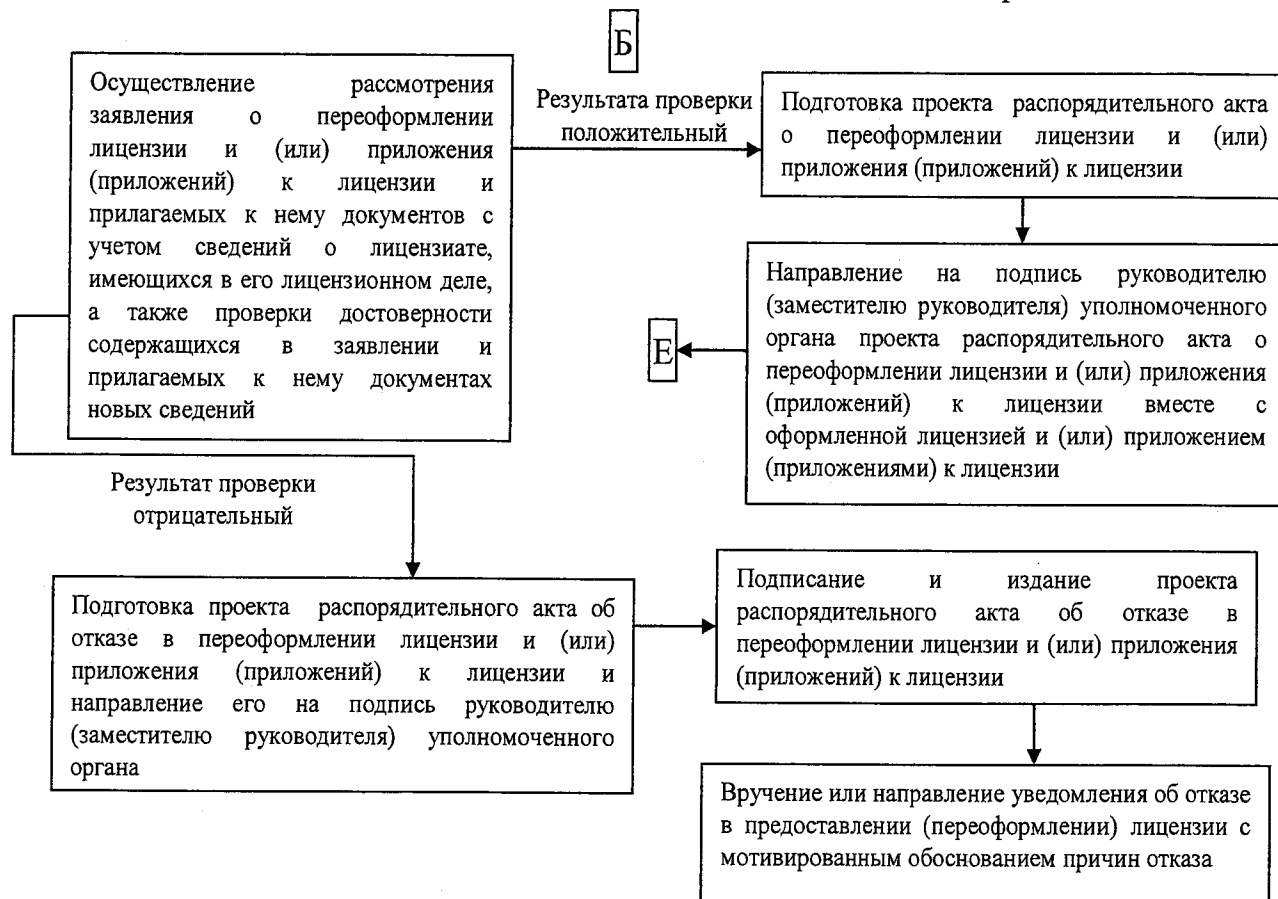 Б
Осуществление рассмотрения
заявления о переоформлении
лицензии и (или) приложения
(приложений) к лицензии и
прилагаемых к нему документов с
учетом сведений о лицензиате,
имеющихся в его лицензионном деле,
а также проверки достоверности
содержащихся в заявлении и
прилагаемых к нему документах
новых сведений
Результата проверки
положительный
Подготовка проекта распорядительного акта
о переоформлении лицензии и (или)
приложения (приложений) к лицензии
Направление на подпись руководителю
(заместителю руководителя) уполномоченного
органа проекта распорядительного акта о
переоформлении лицензии и (или) приложения
(приложений) к лицензии вместе с
оформленной лицензией и (или) приложением
(приложениями) к лицензии
Е
Результат проверки
отрицательный
Подготовка проекта распорядительного акта об
отказе в переоформлении лицензии и (или)
приложения (приложений) к лицензии и
направление его на подпись руководителю
(заместителю руководителя) уполномоченного
органа
Подписание и издание проекта
распорядительного акта об отказе в
переоформлении лицензии и (или) приложения
(приложений) к лицензии
Вручение или направление уведомления об отказе
в предоставлении (переоформлении) лицензии с
мотивированным обоснованием причин отказа